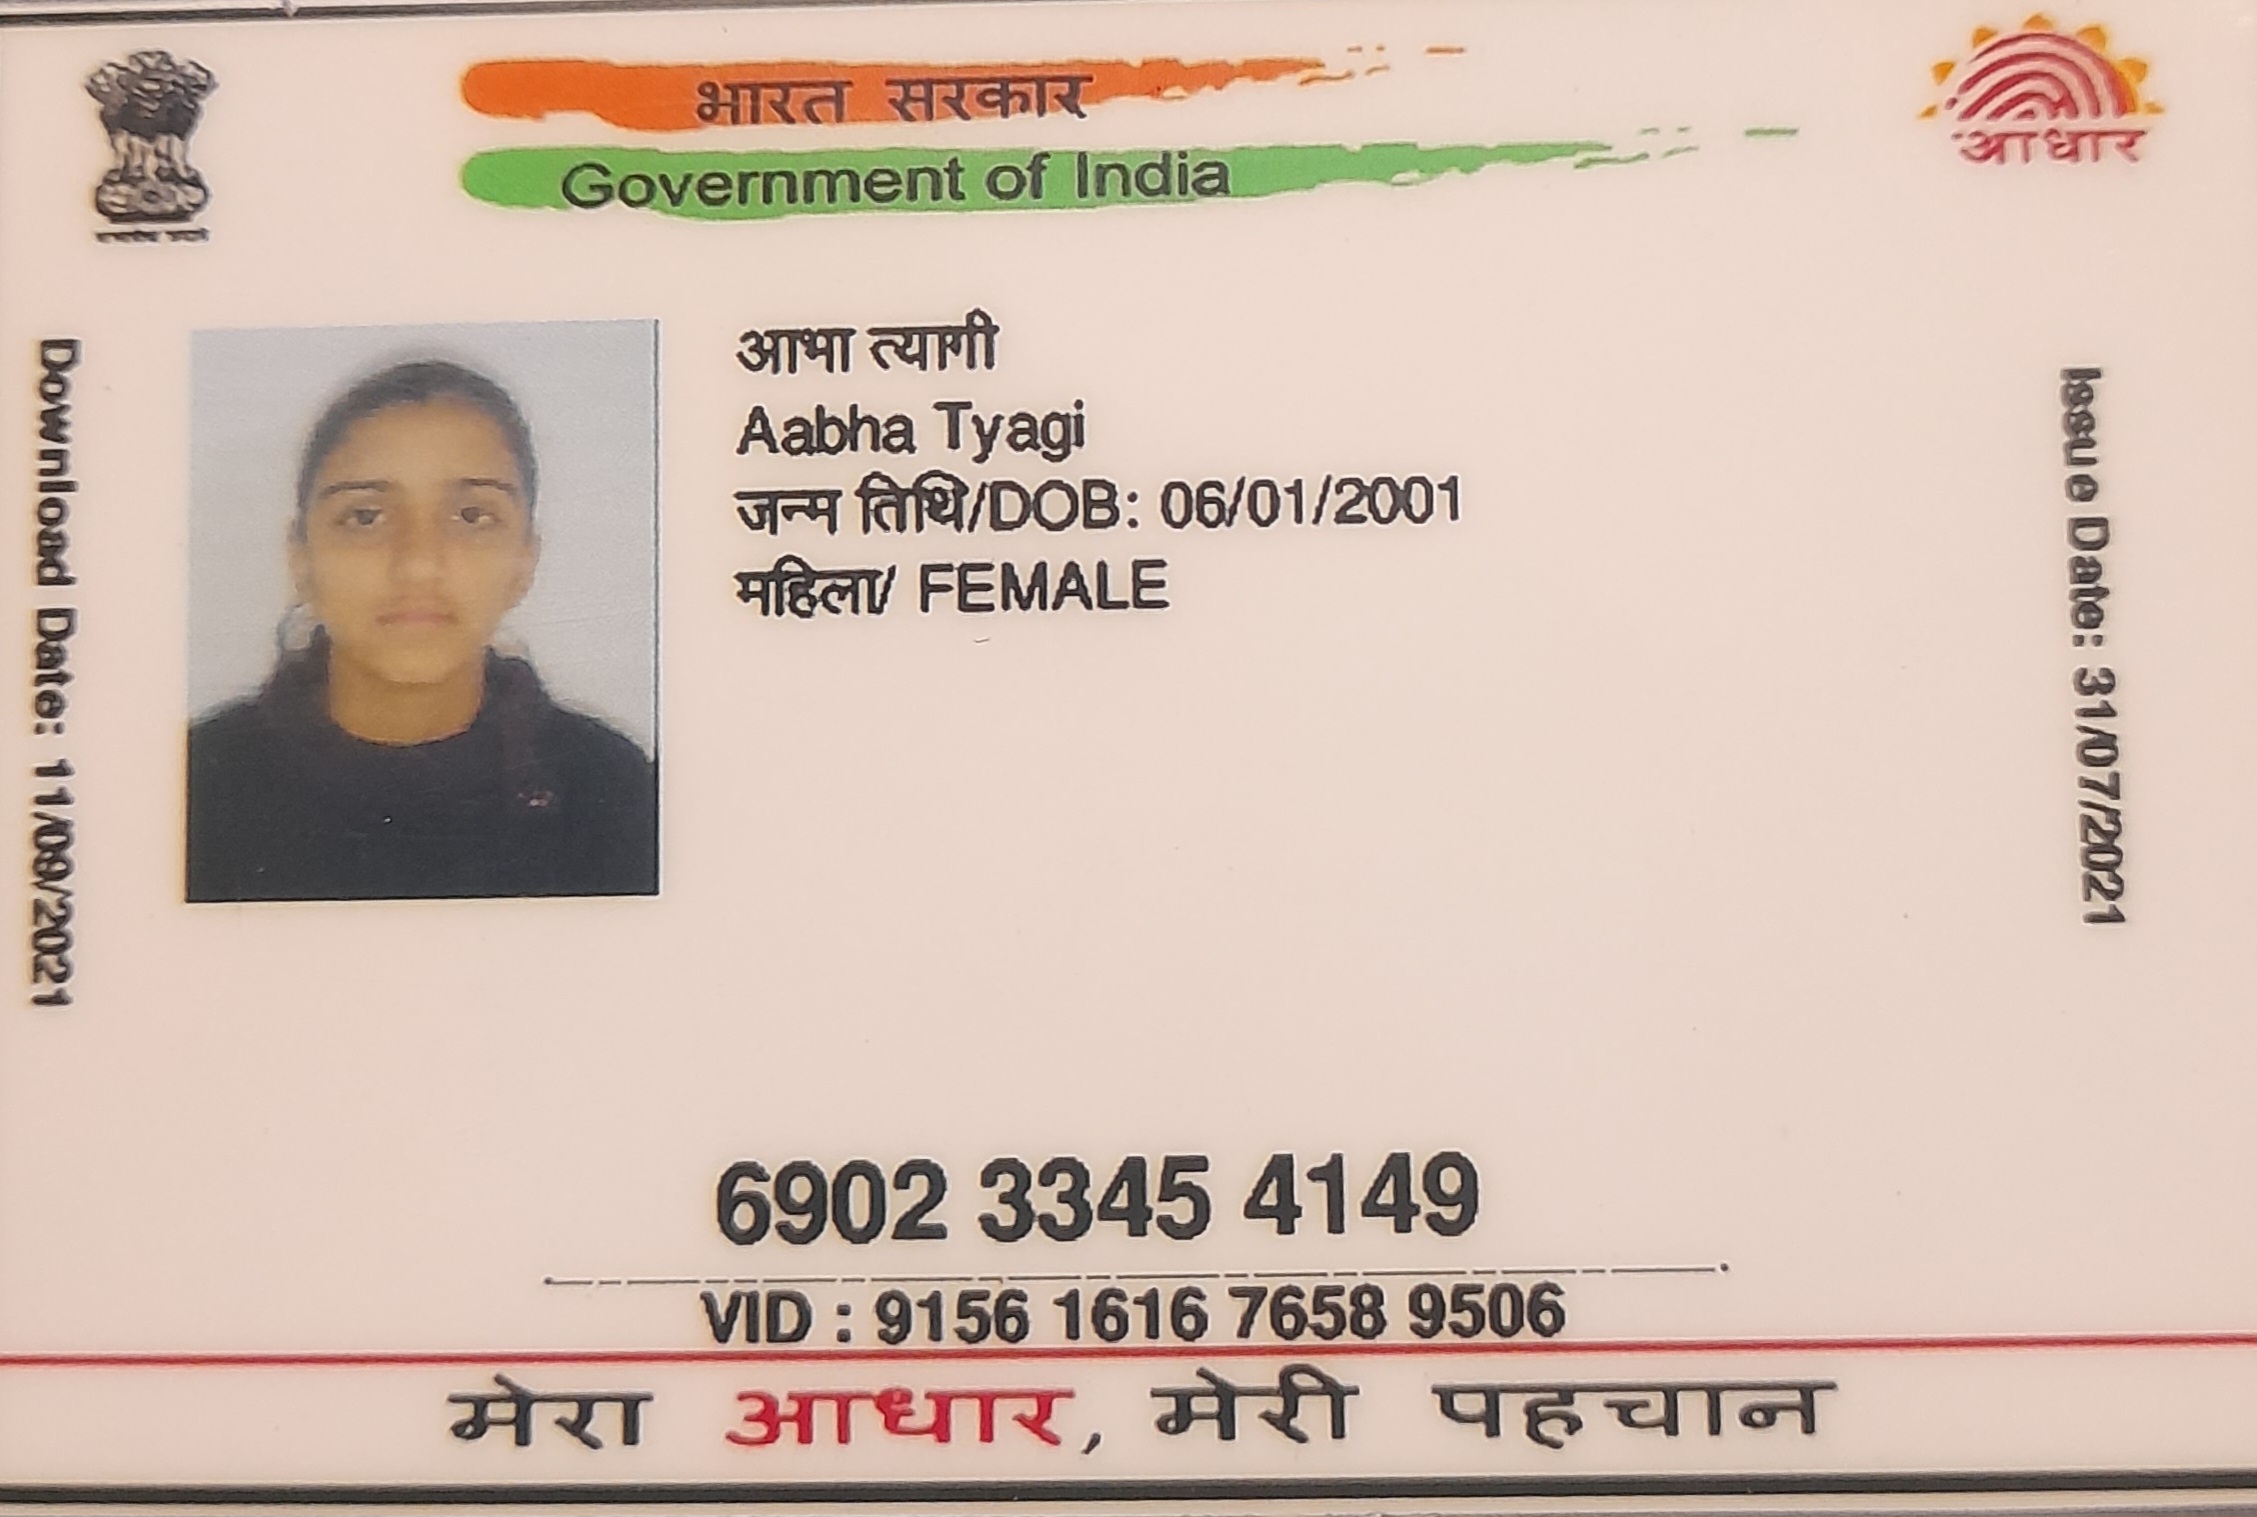 भारत सरकार
Government of India
आधार
आभा त्यागी
Aabha Tyagi
जन्म तिथि/DOB: 06/01/2001
महिला/ FEMALE
Download Date: 11/09/2021
Issue Date: 31/07/2021
6902 3345 4149
VID : 9156 1616 7658 9506
मेरा आधार, मेरी पहचान